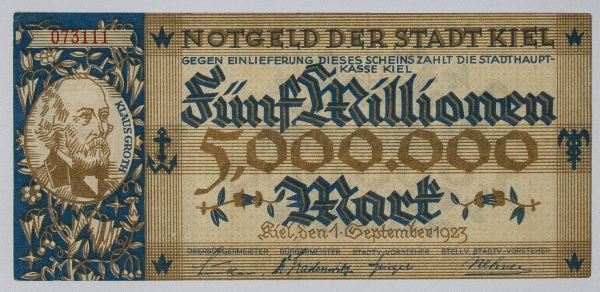 073111
NOTGELD DER STADT KIEL
GEGEN EINLIEFERUNG DIESES SCHEINS ZAHLT DIE STADTHAUPT-
KASSE KIEL
KLAUS GROTH
Fünf Millionen
5,000.000
Mark
Kiel, den 1. September 1923
OBERBÜRGERMEISTER BÜRGERMEISTER STADTV-VORSTEHER STELLV. STADTV-VORSTEHER